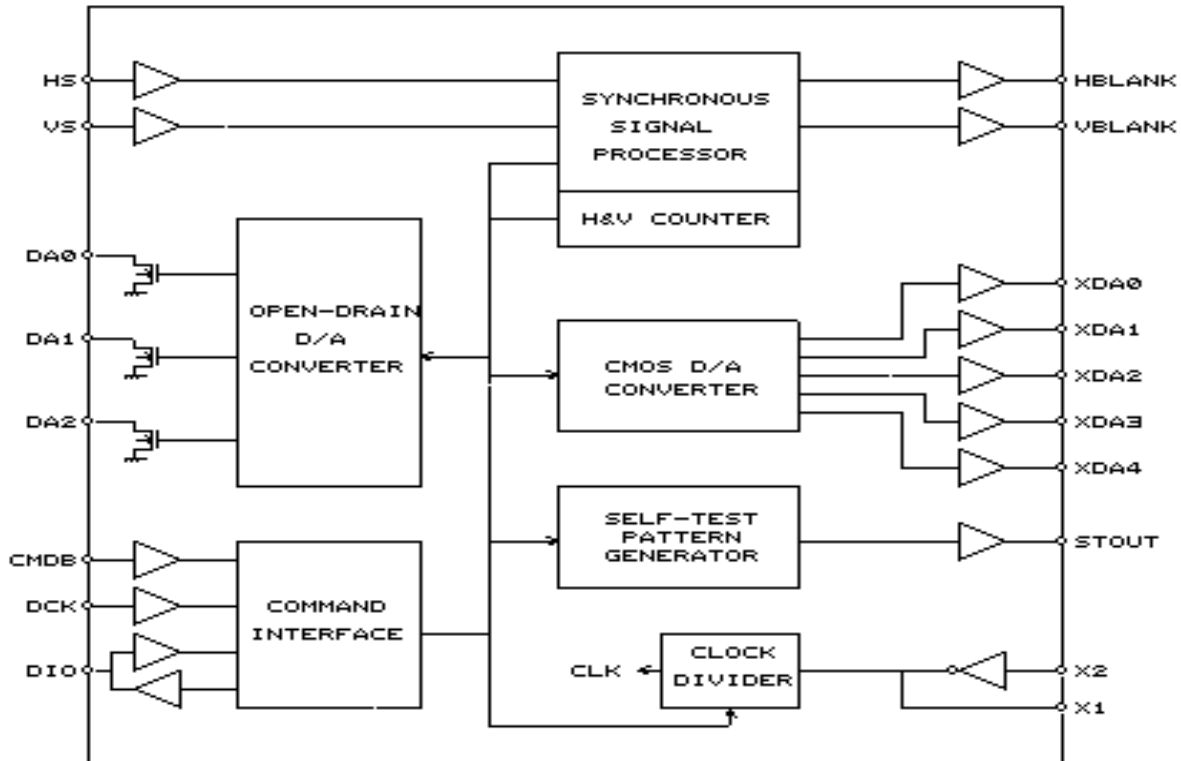 HS
VS
SYNCHRONOUS
SIGNAL
PROCESSOR
H&V COUNTER
HBLANK
VBLANK
DA0
DA1
DA2
OPEN-DRAIN
D/A
CONVERTER
CMOS D/A
CONVERTER
XDA0
XDA1
XDA2
XDA3
XDA4
SELF-TEST
PATTERN
GENERATOR
STOUT
CMDB
DCK
DIO
COMMAND
INTERFACE
CLK
CLOCK
DIVIDER
X2
X1